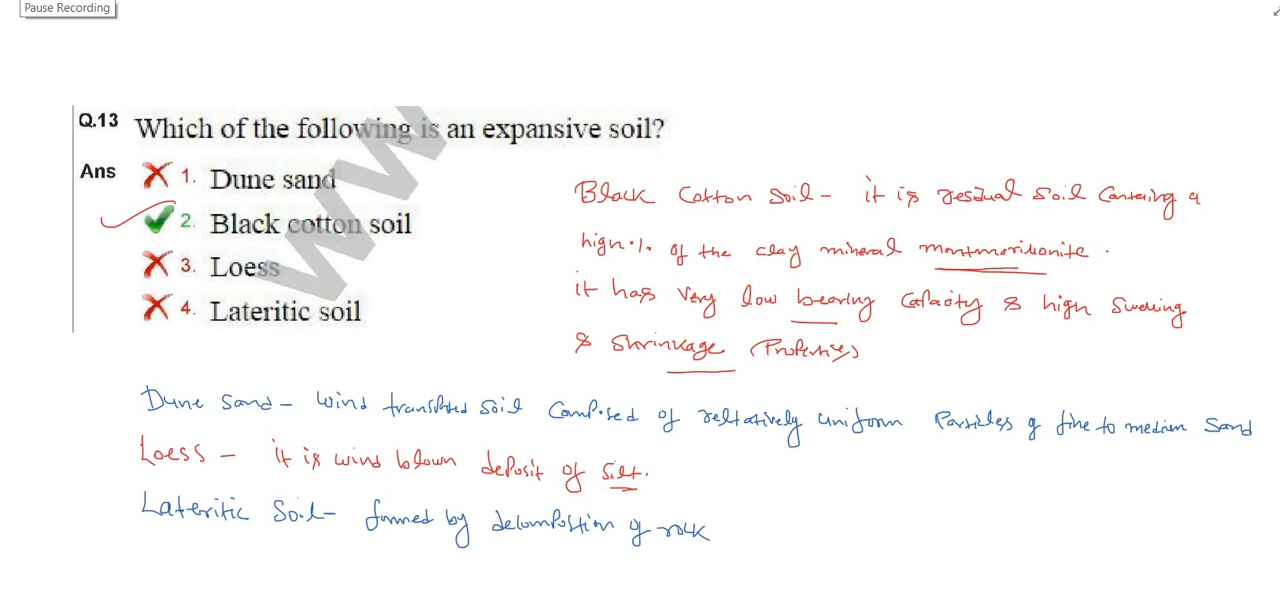 Pause Recording
Q.13 Which of the following is an expansive soil?
Ans
1. Dune sand
2. Black cotton soil
3. Loess
4. Lateritic soil
WW
Black Cotton Soil - it is residual soil containing a
high % of the clay mineral montmorillonite.
it has very low bearing capacity & high swelling
& shrinkage (Properties)
Dune sand - wind transported soil composed of relatively uniform particles of fine to medium sand
Loess - it is wind blown deposit of silt.
Lateritic Soil - formed by decomposition of rock